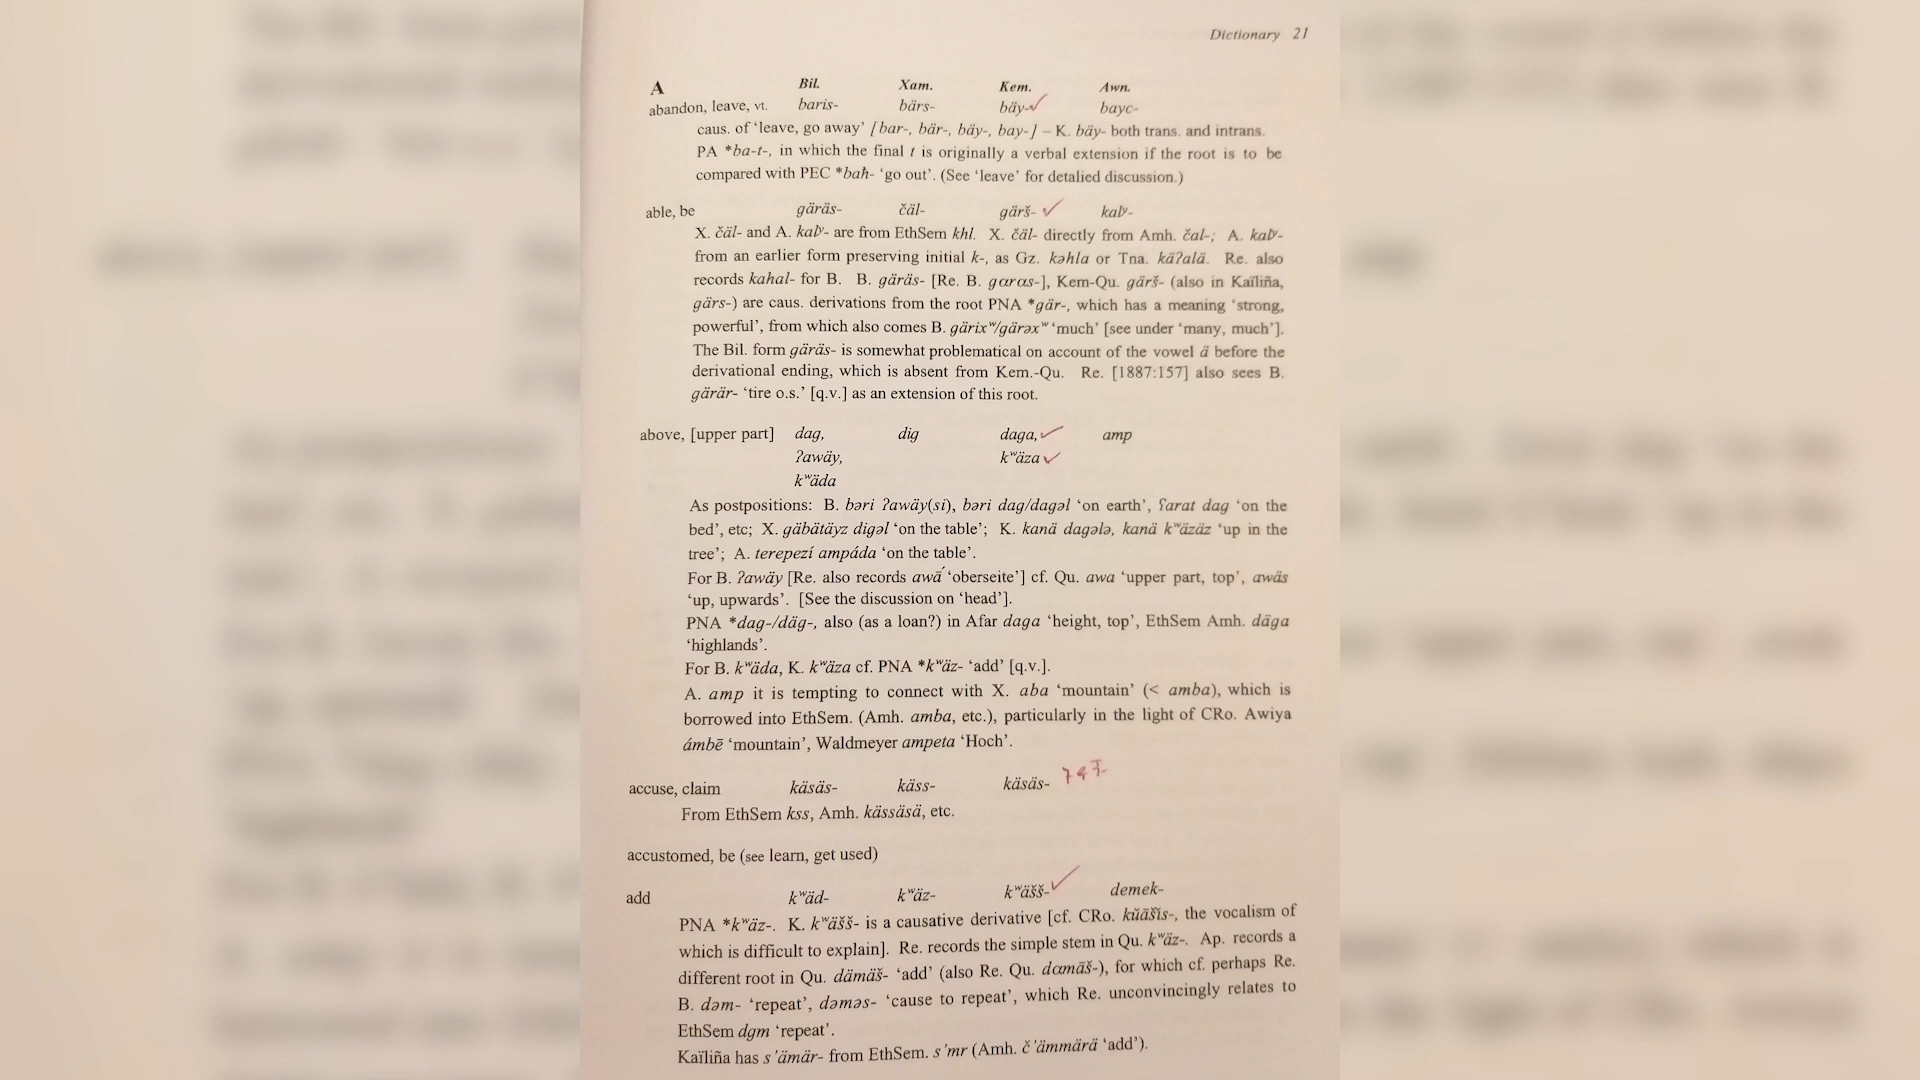 Dictionary 21
A Bil. Xam. Kem. Awn.
abandon, leave, vt. baris- bärs- bäy- bayc-
caus. of ‘leave, go away’ [bar-, bär-, bäy-, bay-] – K. bäy- both trans. and intrans.
PA *ba-t-, in which the final t is originally a verbal extension if the root is to be
compared with PEC *baħ- ‘go out’. (See ‘leave’ for detalied discussion.)
able, be gäräs- čäl- gärš-
X. čäl- and A. are from EthSem khl. X. čäl- directly from Amh. čal-; A.
from an earlier form preserving initial k-, as Gz. kəhla or Tna. käʔalä. Re. also
records kahal- for B. B. gäräs- [Re. B. gɑrɑs-], Kem-Qu. gärš- (also in Kaïliña,
gärs-) are caus. derivations from the root PNA *gär-, which has a meaning ‘strong,
powerful’, from which also comes B. gärixʷ/gärəxʷ ‘much’ [see under ‘many, much’].
The Bil. form gäräs- is somewhat problematical on account of the vowel ä before the
derivational ending, which is absent from Kem.-Qu. Re. [1887:157] also sees B.
gärär- ‘tire o.s.’ [q.v.] as an extension of this root.
above, [upper part] dag, dig daga, amp
ʔawäy, kʷäza
kʷäda
As postpositions: B. bəri ʔawäy(si), bəri dag/dagəl ‘on earth’, ʕarat dag ‘on the
bed’, etc; X. gäbätäyz digəl ‘on the table’; K. kanä dagələ, kanä kʷäzäz ‘up in the
tree’; A. terepezí ampáda ‘on the table’.
For B. ʔawäy [Re. also records awā́ ‘oberseite’] cf. Qu. awa ‘upper part, top’, awäs
‘up, upwards’. [See the discussion on ‘head’].
PNA *dag-/däg-, also (as a loan?) in Afar daga ‘height, top’, EthSem Amh. däga
‘highlands’.
For B. kʷäda, K. kʷäza cf. PNA *kʷäz- ‘add’ [q.v.].
A. amp it is tempting to connect with X. aba ‘mountain’ (< amba), which is
borrowed into EthSem. (Amh. amba, etc.), particularly in the light of CRo. Awiya
ámbē ‘mountain’, Waldmeyer ampeta ‘Hoch’.
accuse, claim käsäs- käss- käsäs-
From EthSem kss, Amh. kässäsä, etc.
accustomed, be (see learn, get used)
add kʷäd- kʷäz- kʷäšš- demek-
PNA *kʷäz-. K. kʷäšš- is a causative derivative [cf. CRo. the vocalism of
which is difficult to explain]. Re. records the simple stem in Qu. kʷäz-. Ap. records a
different root in Qu. dämäš- ‘add’ (also Re. Qu. dɑmāš-), for which cf. perhaps Re.
B. dəm- ‘repeat’, dəməs- ‘cause to repeat’, which Re. unconvincingly relates to
EthSem dgm ‘repeat’.
Kaïliña has s’ämär- from EthSem. s’mr (Amh. č’ämmärä ‘add’).